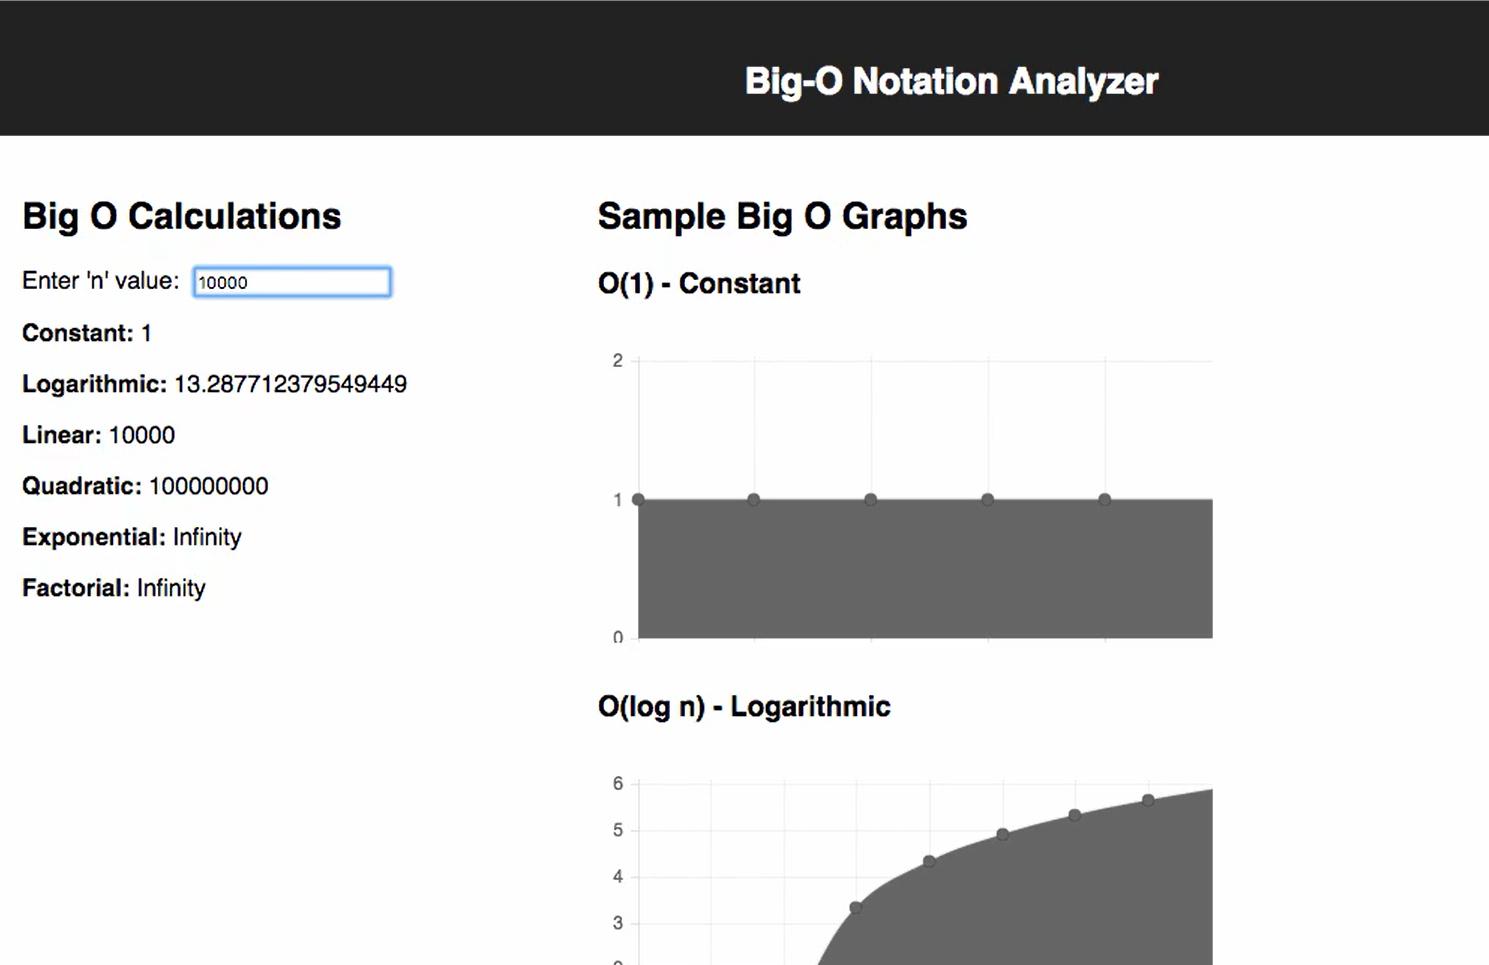 Big-O Notation Analyzer
Big O Calculations
Enter 'n' value: 10000
Constant: 1
Logarithmic: 13.287712379549449
Linear: 10000
Quadratic: 100000000
Exponential: Infinity
Factorial: Infinity
Sample Big O Graphs
O(1) - Constant
2
1
0
O(log n) - Logarithmic
6
5
4
3